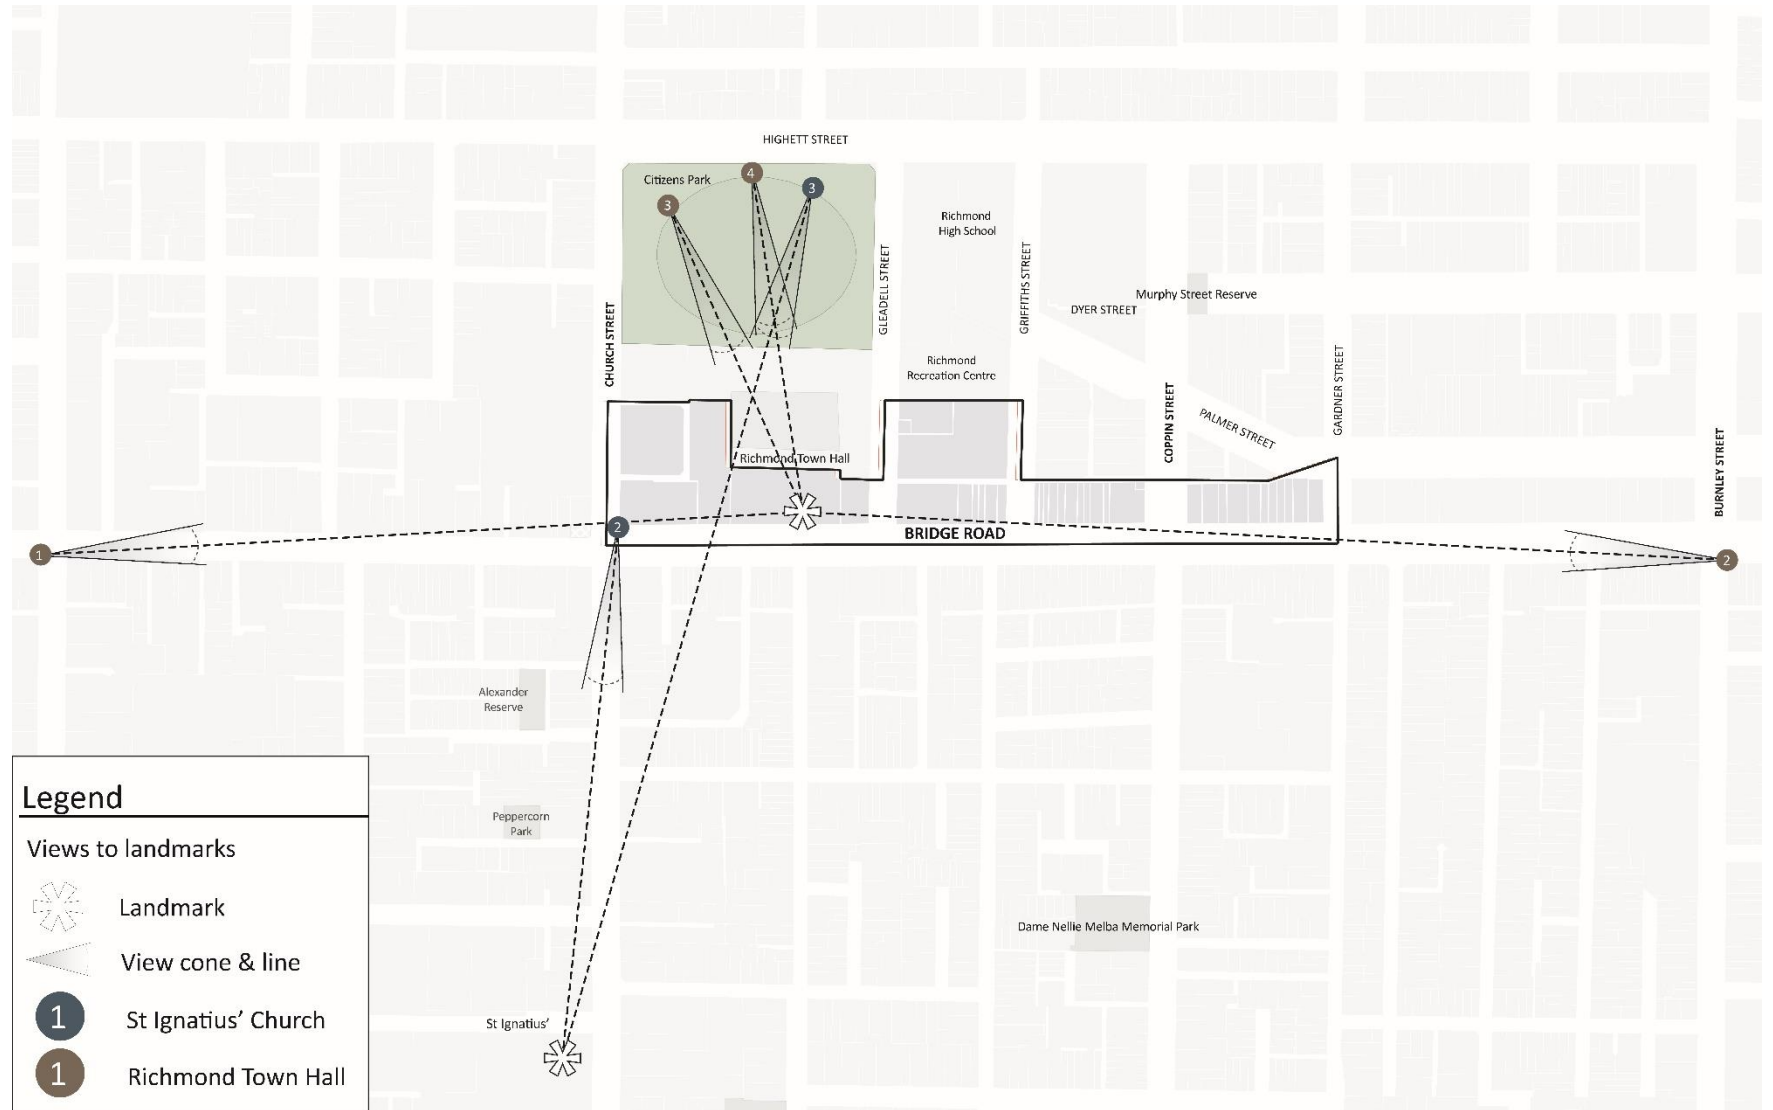 HIGHETT STREET
Citizens Park
4
3
3
Richmond
High School
GLEADELL STREET
GRIFFITHS STREET
Murphy Street Reserve
DYER STREET
CHURCH STREET
Richmond
Recreation Centre
COPPIN STREET
PALMER STREET
GARDNER STREET
BURNLEY STREET
Richmond Town Hall
2
BRIDGE ROAD
1
2
Alexander
Reserve
Peppercorn
Park
Dame Nellie Melba Memorial Park
St Ignatius’
Legend
Views to landmarks
Landmark
View cone & line
1 St Ignatius’ Church
1 Richmond Town Hall